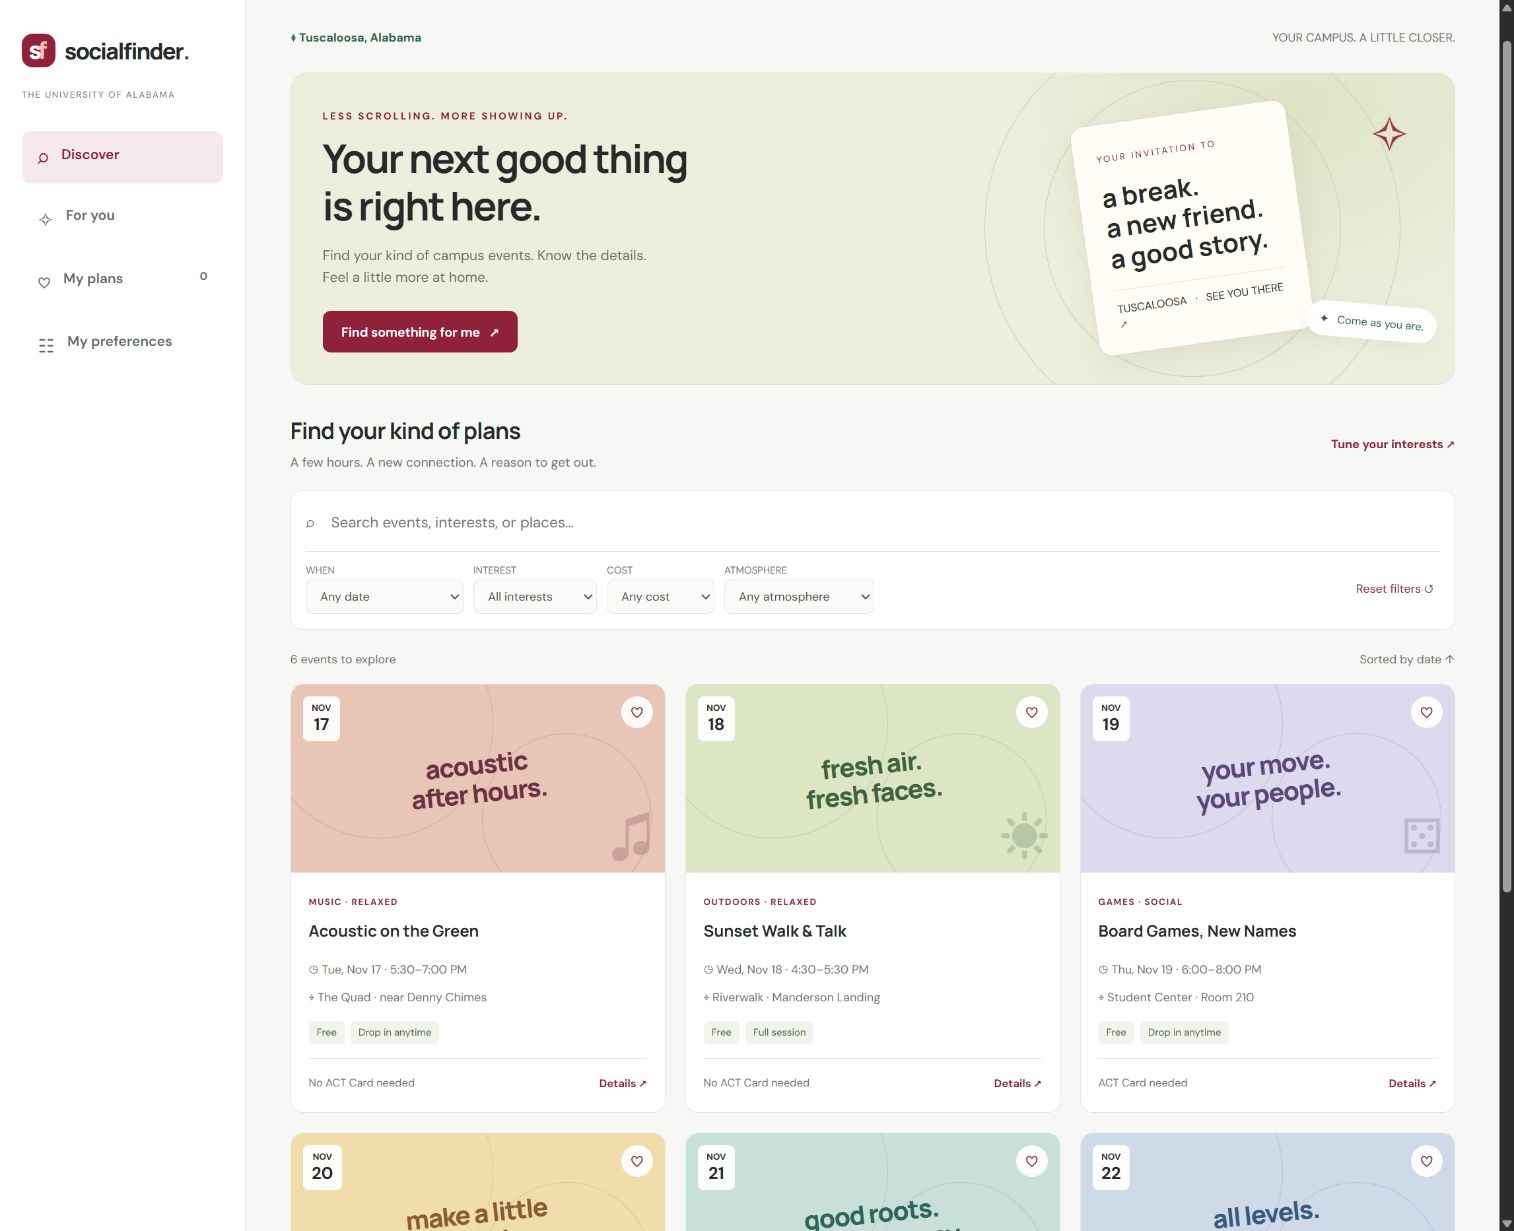 sf socialfinder.
THE UNIVERSITY OF ALABAMA
Discover
For you
My plans 0
My preferences
Tuscaloosa, Alabama
YOUR CAMPUS. A LITTLE CLOSER.
LESS SCROLLING. MORE SHOWING UP.
Your next good thing
is right here.
Find your kind of campus events. Know the details.
Feel a little more at home.
Find something for me ↗
YOUR INVITATION TO
a break.
a new friend.
a good story.
TUSCALOOSA · SEE YOU THERE
↗
✦ Come as you are.
Find your kind of plans
A few hours. A new connection. A reason to get out.
Tune your interests ↗
Search events, interests, or places...
WHEN INTEREST COST ATMOSPHERE
Any date All interests Any cost Any atmosphere
Reset filters ↺
6 events to explore
Sorted by date ↑
NOV
17
acoustic
after hours.
MUSIC · RELAXED
Acoustic on the Green
Tue, Nov 17 · 5:30–7:00 PM
The Quad · near Denny Chimes
Free Drop in anytime
No ACT Card needed Details ↗
NOV
18
fresh air.
fresh faces.
OUTDOORS · RELAXED
Sunset Walk & Talk
Wed, Nov 18 · 4:30–5:30 PM
Riverwalk · Manderson Landing
Free Full session
No ACT Card needed Details ↗
NOV
19
your move.
your people.
GAMES · SOCIAL
Board Games, New Names
Thu, Nov 19 · 6:00–8:00 PM
Student Center · Room 210
Free Drop in anytime
ACT Card needed Details ↗
NOV
20
make a little
NOV
21
good roots.
NOV
22
all levels.